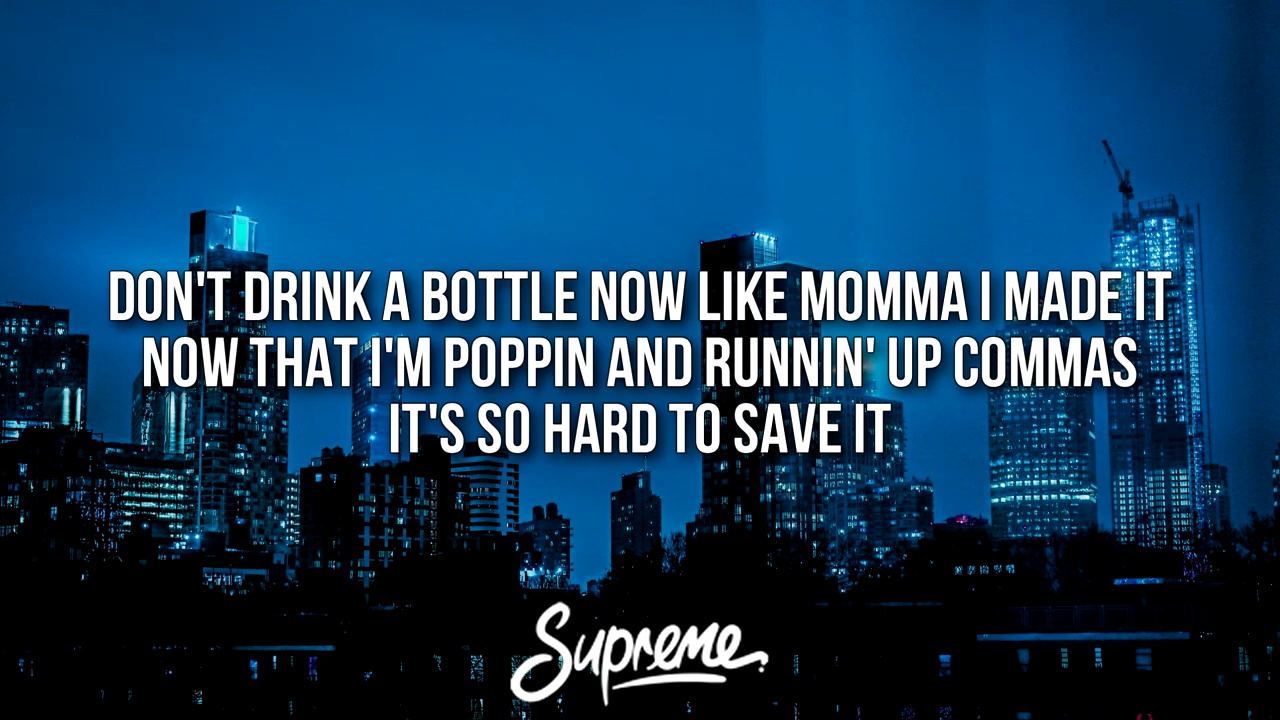 DON'T DRINK A BOTTLE NOW LIKE MOMMA I MADE IT
NOW THAT I'M POPPIN AND RUNNIN' UP COMMAS
IT'S SO HARD TO SAVE IT
Supreme.